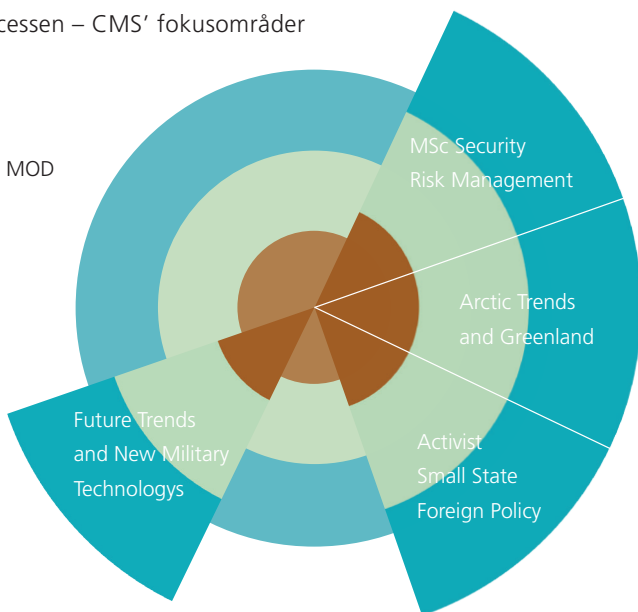 cessen – CMS’ fokusområder
MOD
MSc Security
Risk Management
Arctic Trends
and Greenland
Activist
Small State
Foreign Policy
Future Trends
and New Military
Technologys